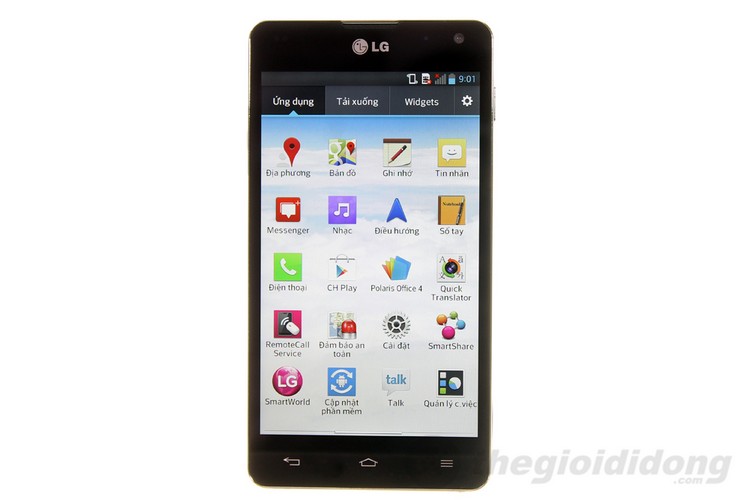 LG
9:01
Ứng dụng Tải xuống Widgets
Địa phương Bản đồ Ghi nhớ Tin nhắn
Messenger Nhạc Điều hướng Sổ tay
Notebook
Điện thoại CH Play Polaris Office 4 Quick
Translator
RemoteCall Đảm bảo an Cài đặt SmartShare
Service toàn
LG
talk
SmartWorld Cập nhật Talk Quản lý c.việc
phần mềm
thegioididong
.com